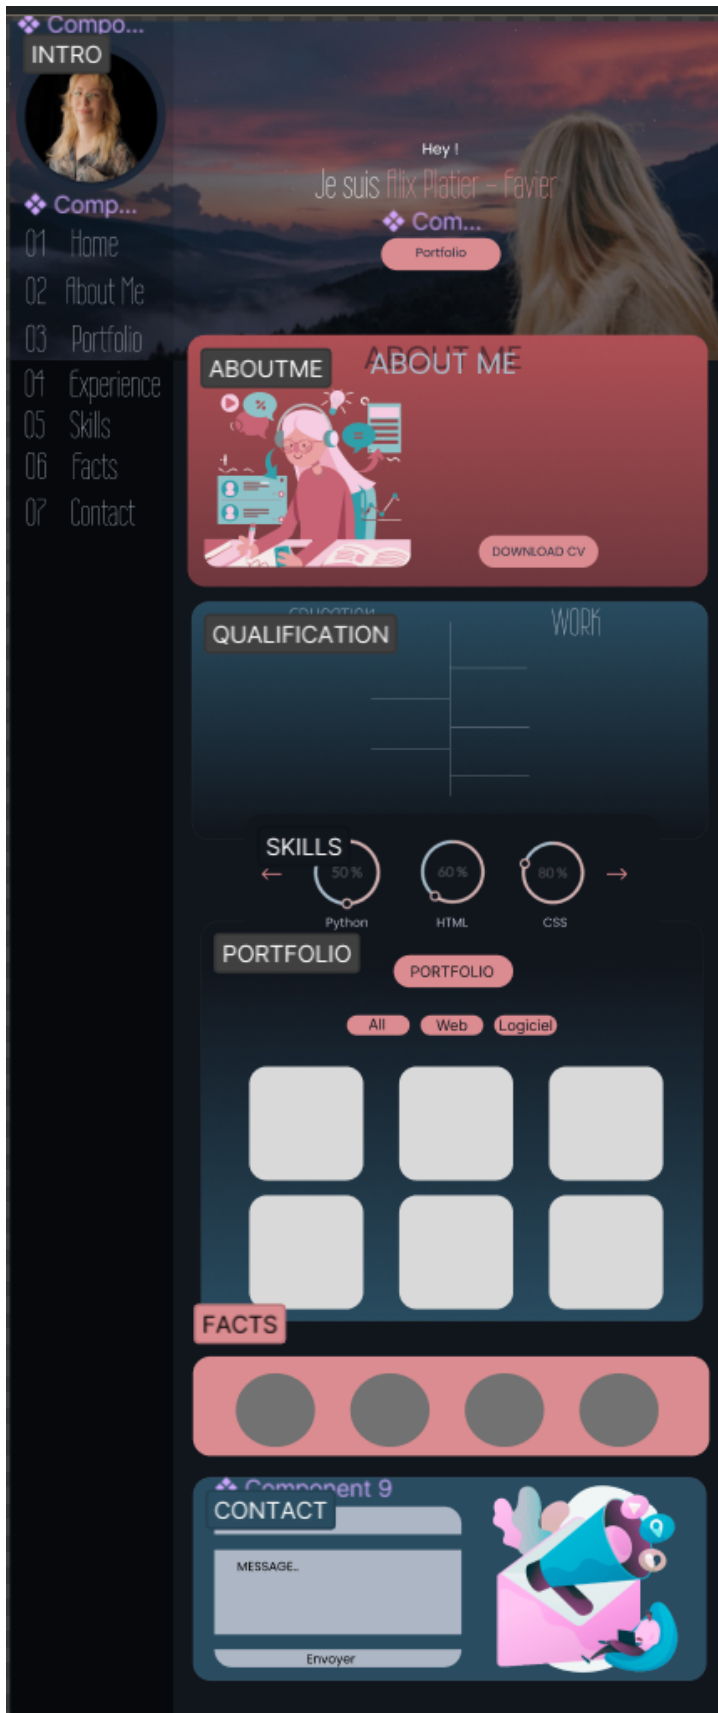 Compo...
INTRO
Comp...
01 Home
02 About Me
03 Portfolio
04 Experience
05 Skills
06 Facts
07 Contact
Hey !
Je suis Alix Platier - Favier
Com...
Portfolio
ABOUTME
ABOUT ME
DOWNLOAD CV
EDUCATION
WORK
QUALIFICATION
SKILLS
50 %
60 %
80 %
Python
HTML
CSS
PORTFOLIO
PORTFOLIO
All
Web
Logiciel
FACTS
Component 9
CONTACT
MESSAGE..
Envoyer